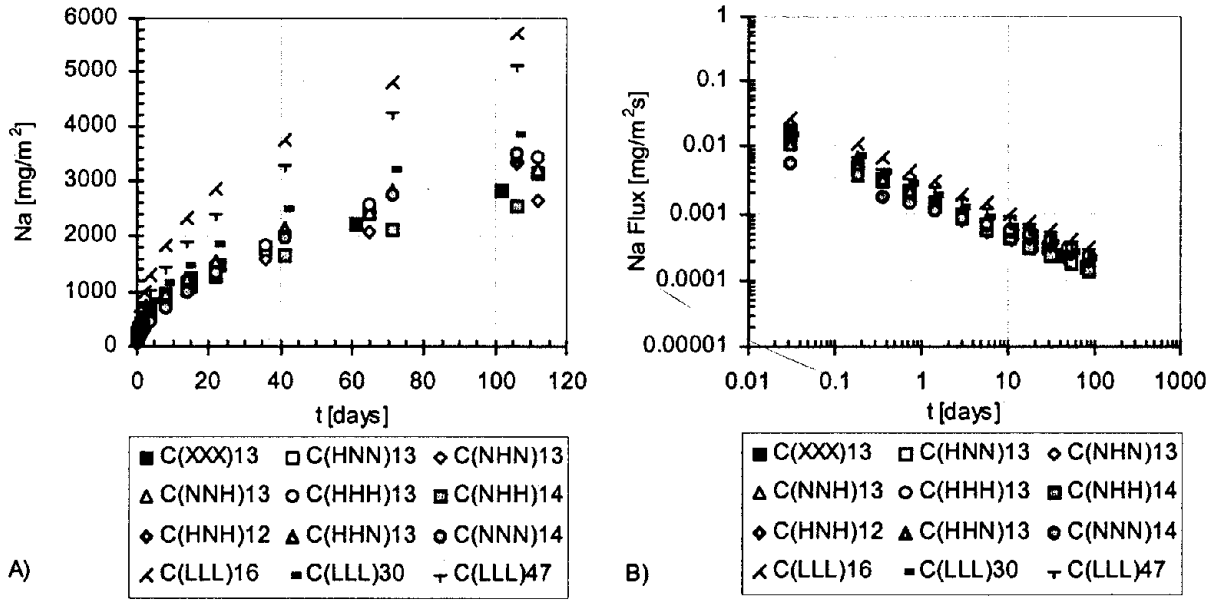 6000
5000
4000
3000
2000
1000
0
Na [mg/m²]
0 20 40 60 80 100 120
t [days]
■ C(XXX)13 □ C(HNN)13 ◇ C(NHN)13
△ C(NNH)13 ○ C(HHH)13 C(NHH)14
C(HNH)12 C(HHN)13 C(NNN)14
C(LLL)16 C(LLL)30 C(LLL)47
A)
1
0.1
0.01
0.001
0.0001
0.00001
Na Flux [mg/m²s]
0.01 0.1 1 10 100 1000
t [days]
■ C(XXX)13 □ C(HNN)13 ◇ C(NHN)13
△ C(NNH)13 ○ C(HHH)13 C(NHH)14
C(HNH)12 C(HHN)13 C(NNN)14
C(LLL)16 C(LLL)30 C(LLL)47
B)